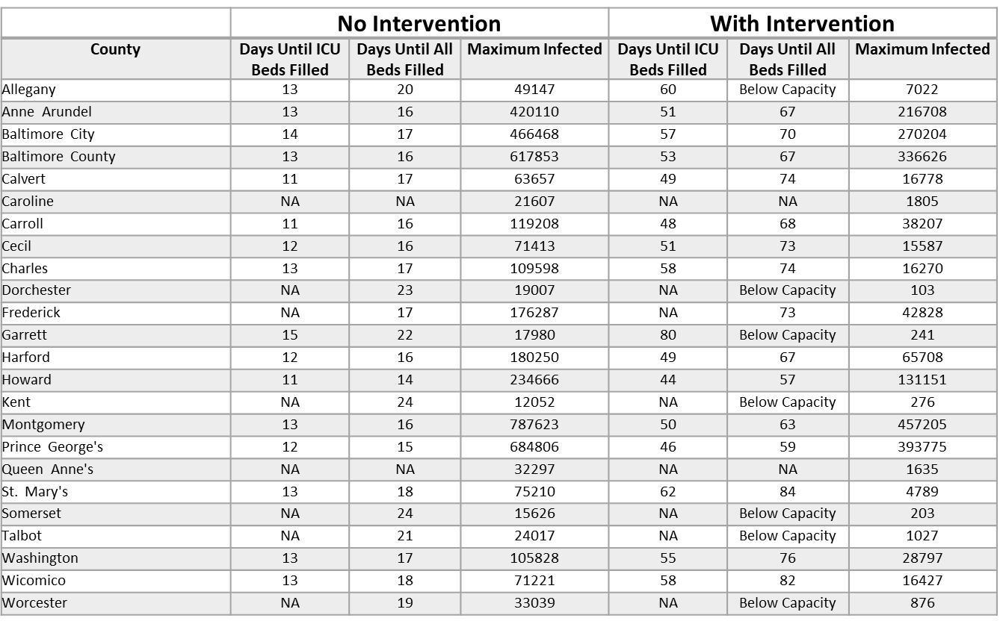 No Intervention With Intervention
County Days Until ICU Beds Filled Days Until All Beds Filled Maximum Infected Days Until ICU Beds Filled Days Until All Beds Filled Maximum Infected
Allegany 13 20 49147 60 Below Capacity 7022
Anne Arundel 13 16 420110 51 67 216708
Baltimore City 14 17 466468 57 70 270204
Baltimore County 13 16 617853 53 67 336626
Calvert 11 17 63657 49 74 16778
Caroline NA NA 21607 NA NA 1805
Carroll 11 16 119208 48 68 38207
Cecil 12 16 71413 51 73 15587
Charles 13 17 109598 58 74 16270
Dorchester NA 23 19007 NA Below Capacity 103
Frederick NA 17 176287 NA 73 42828
Garrett 15 22 17980 80 Below Capacity 241
Harford 12 16 180250 49 67 65708
Howard 11 14 234666 44 57 131151
Kent NA 24 12052 NA Below Capacity 276
Montgomery 13 16 787623 50 63 457205
Prince George's 12 15 684806 46 59 393775
Queen Anne's NA NA 32297 NA NA 1635
St. Mary's 13 18 75210 62 84 4789
Somerset NA 24 15626 NA Below Capacity 203
Talbot NA 21 24017 NA Below Capacity 1027
Washington 13 17 105828 55 76 28797
Wicomico 13 18 71221 58 82 16427
Worcester NA 19 33039 NA Below Capacity 876